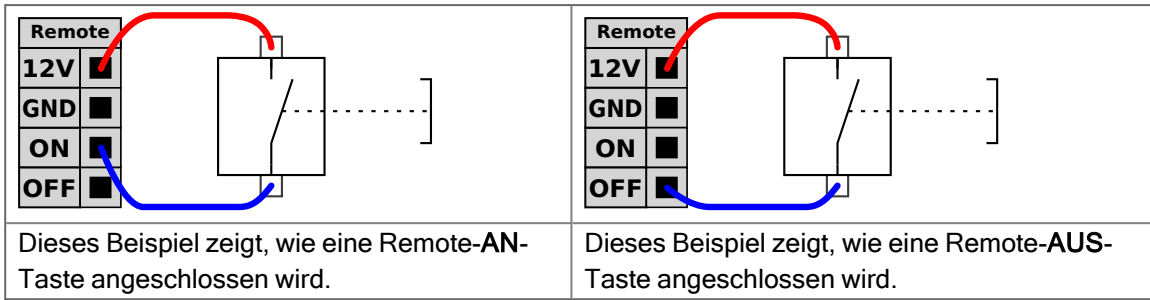 Remote
12V
GND
ON
OFF
Dieses Beispiel zeigt, wie eine Remote-AN-
Taste angeschlossen wird.
Remote
12V
GND
ON
OFF
Dieses Beispiel zeigt, wie eine Remote-AUS-
Taste angeschlossen wird.